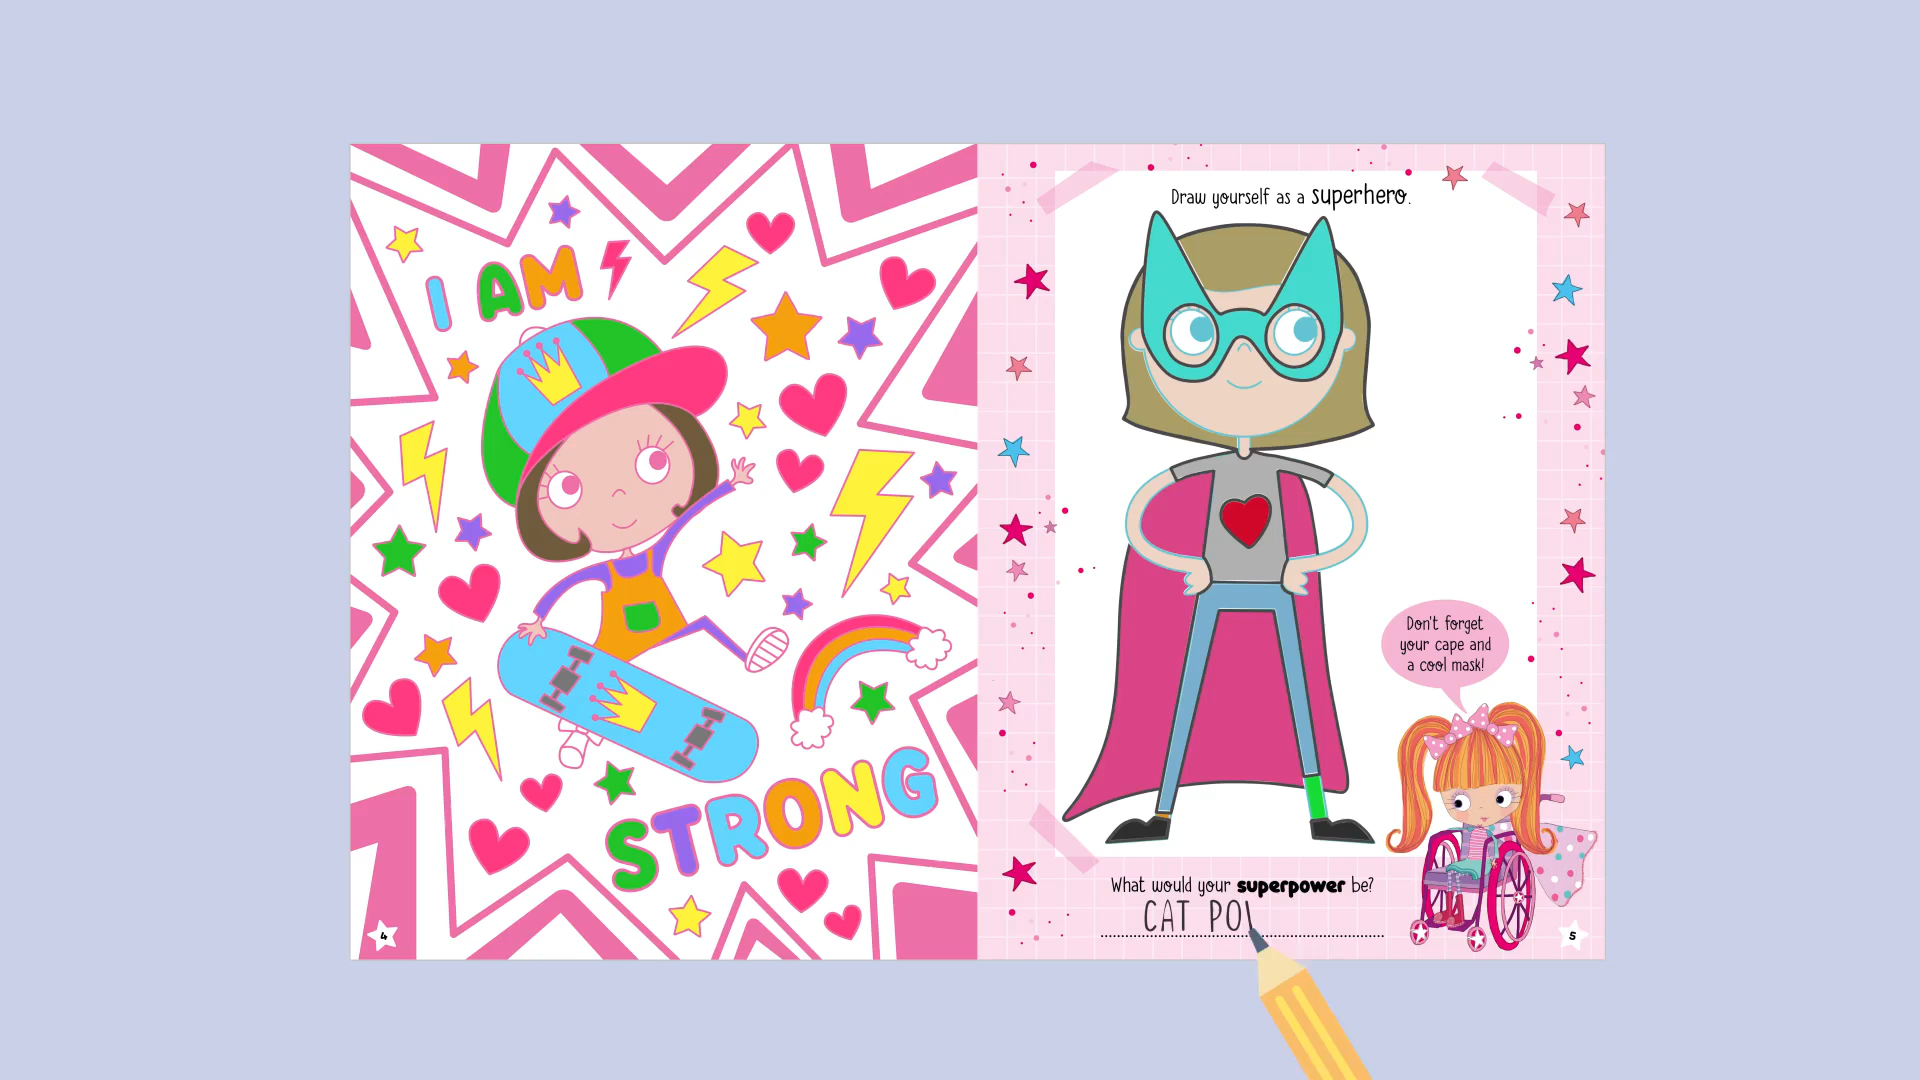 I AM
STRONG
4
Draw yourself as a superhero.
Don't forget
your cape and
a cool mask!
What would your superpower be?
CAT PO
5